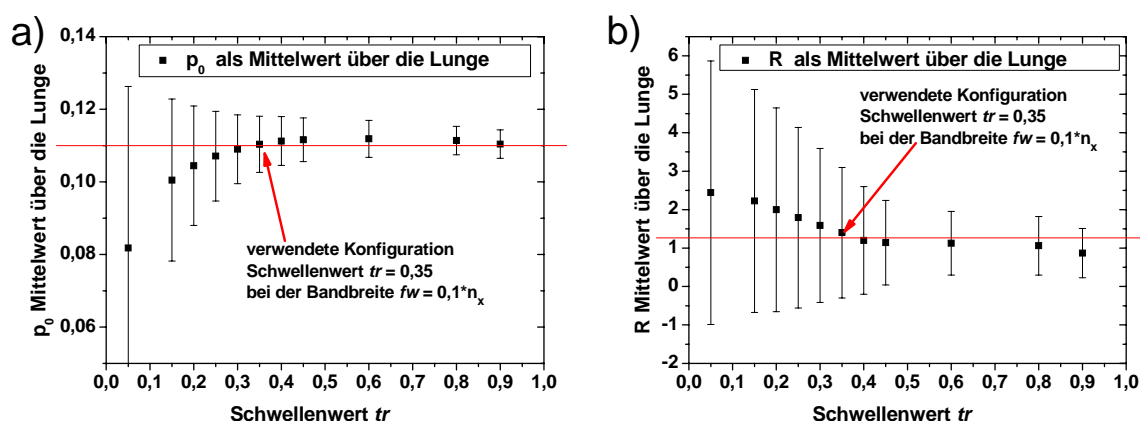 a)
p0 als Mittelwert über die Lunge
0,14
0,12
0,10
0,08
0,06
p0 Mittelwert über die Lunge
verwendete Konfiguration
Schwellenwert tr = 0,35
bei der Bandbreite fw = 0,1*nx
0,0 0,1 0,2 0,3 0,4 0,5 0,6 0,7 0,8 0,9 1,0
Schwellenwert tr
b)
R als Mittelwert über die Lunge
6
5
4
3
2
1
0
-1
-2
R Mittelwert über die Lunge
verwendete Konfiguration
Schwellenwert tr = 0,35
bei der Bandbreite fw = 0,1*nx
0,0 0,1 0,2 0,3 0,4 0,5 0,6 0,7 0,8 0,9 1,0
Schwellenwert tr